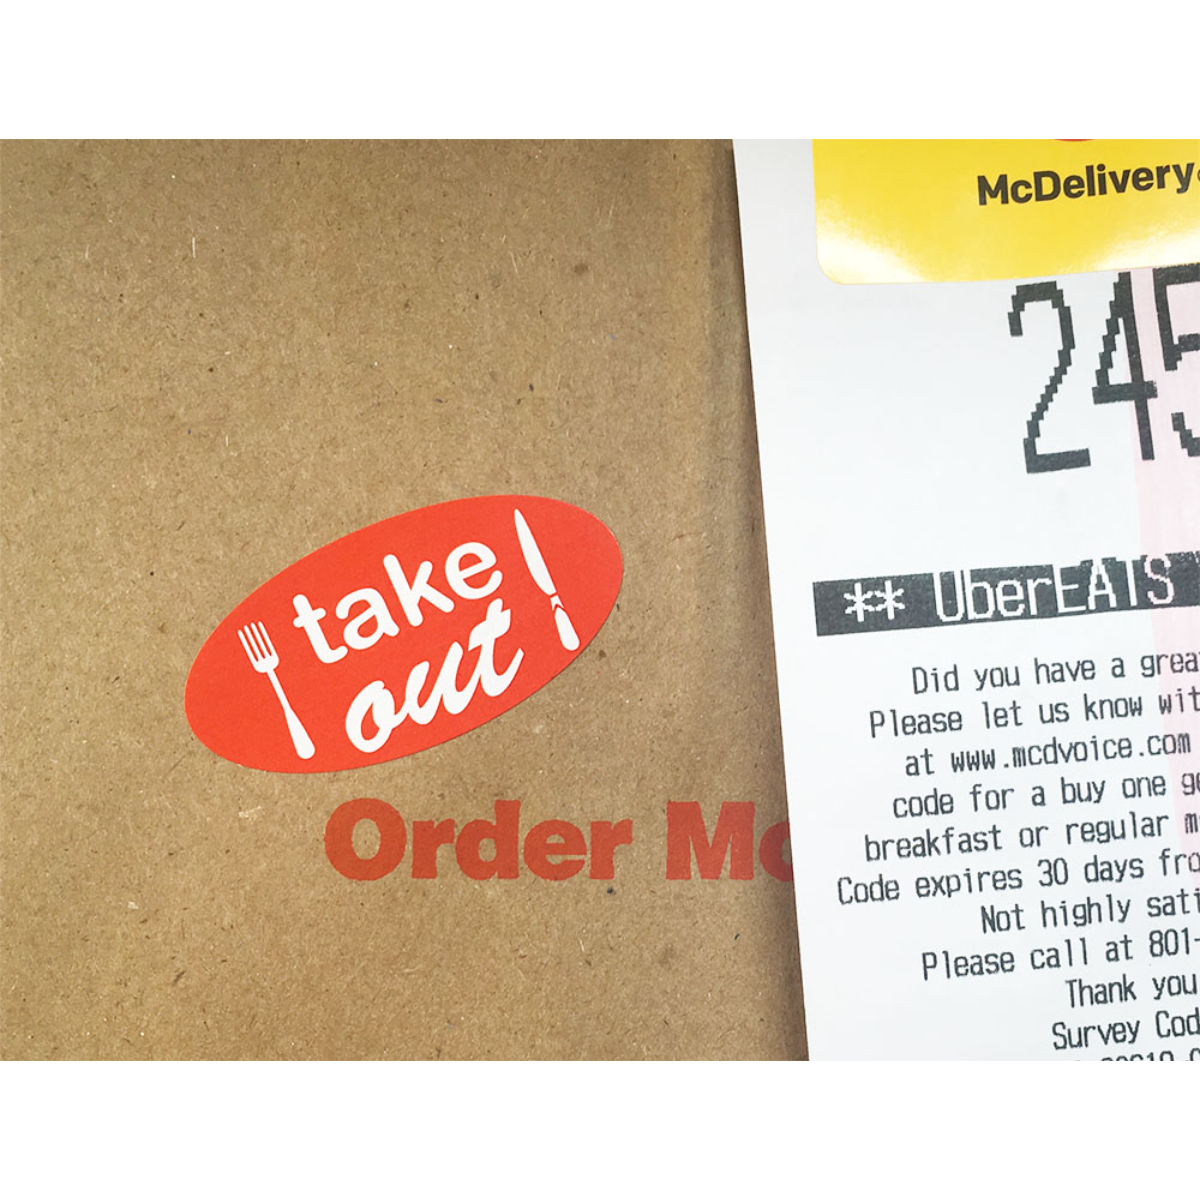 take
out
Order
McDelivery
245
** UberEATS
Did you have a
Please let us know
at www.mcdvoice.com
code for a buy one
breakfast or regular
Code expires 30 days
Not highly
Please call at 801-
Thank you
Survey